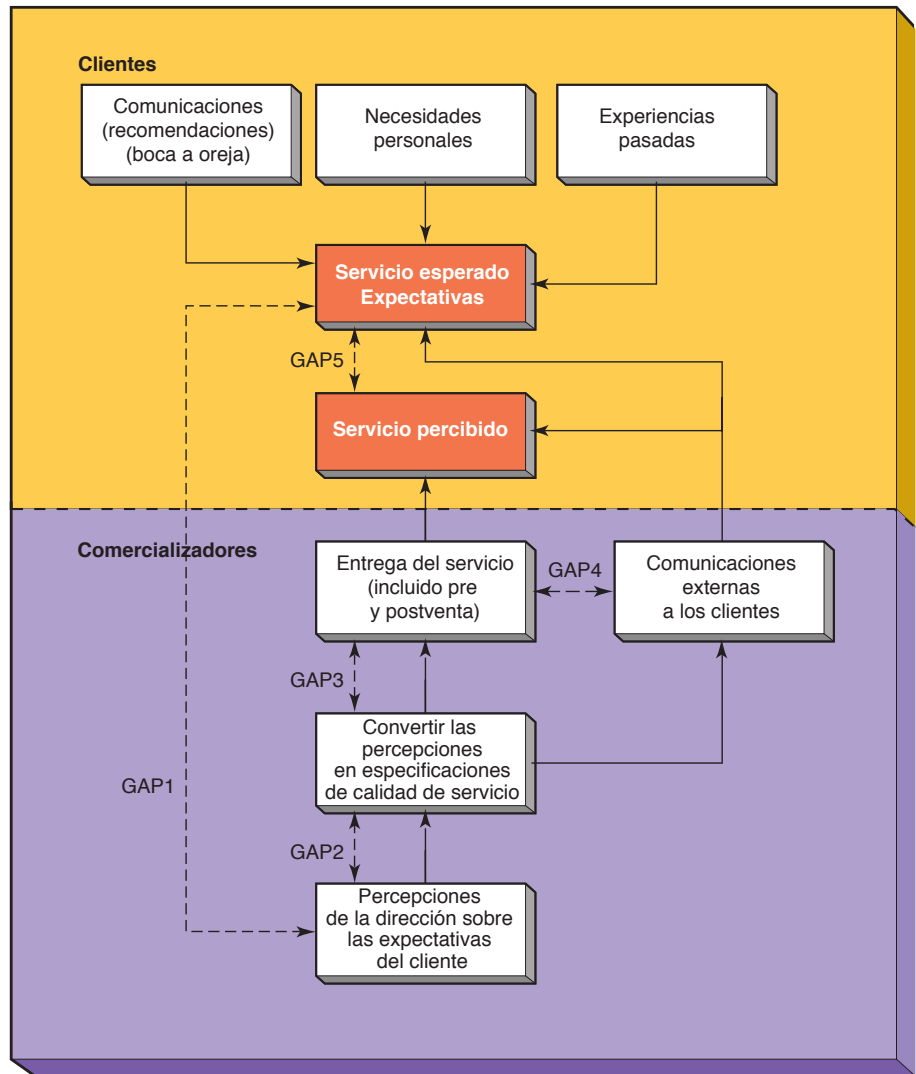 Clientes
Comunicaciones
(recomendaciones)
(boca a oreja)
Necesidades
personales
Experiencias
pasadas
Servicio esperado
Expectativas
GAP5
Servicio percibido
Comercializadores
Entrega del servicio
(incluido pre
y postventa)
GAP4
Comunicaciones
externas
a los clientes
GAP3
Convertir las
percepciones
en especificaciones
de calidad de servicio
GAP1
GAP2
Percepciones
de la dirección sobre
las expectativas
del cliente